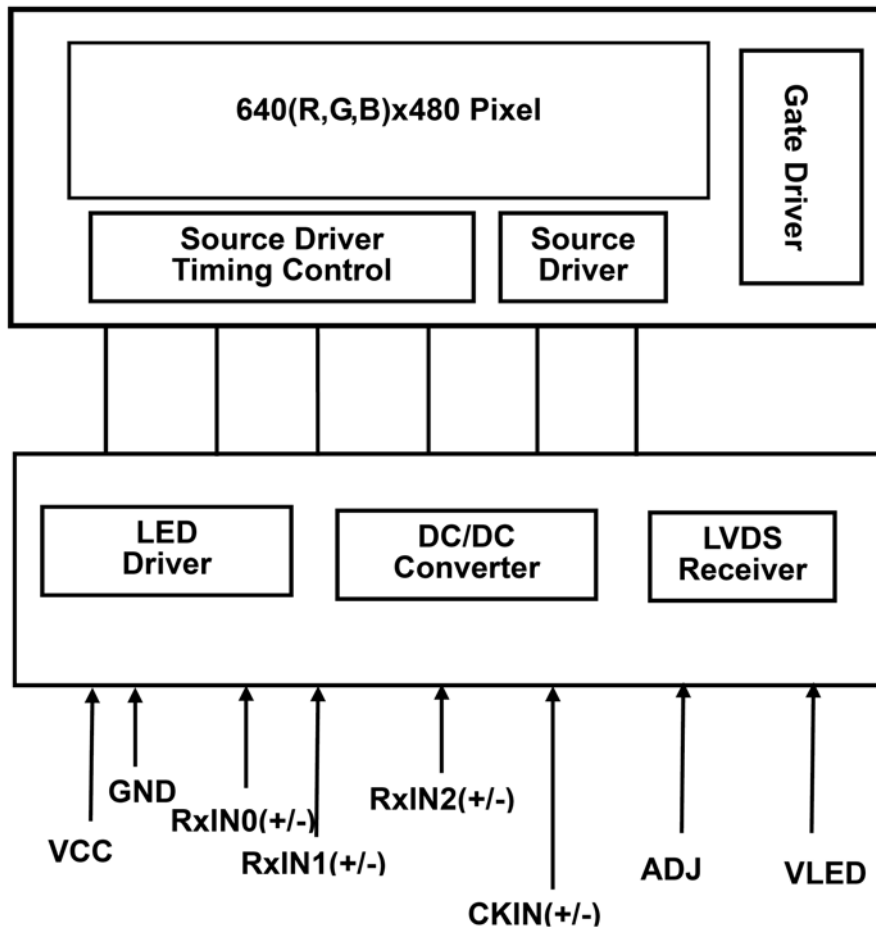 640(R,G,B)x480 Pixel
Gate Driver
Source Driver
Timing Control
Source
Driver
LED
Driver
DC/DC
Converter
LVDS
Receiver
GND
RxIN0(+/-)
RxIN2(+/-)
VCC
RxIN1(+/-)
ADJ
VLED
CKIN(+/-)